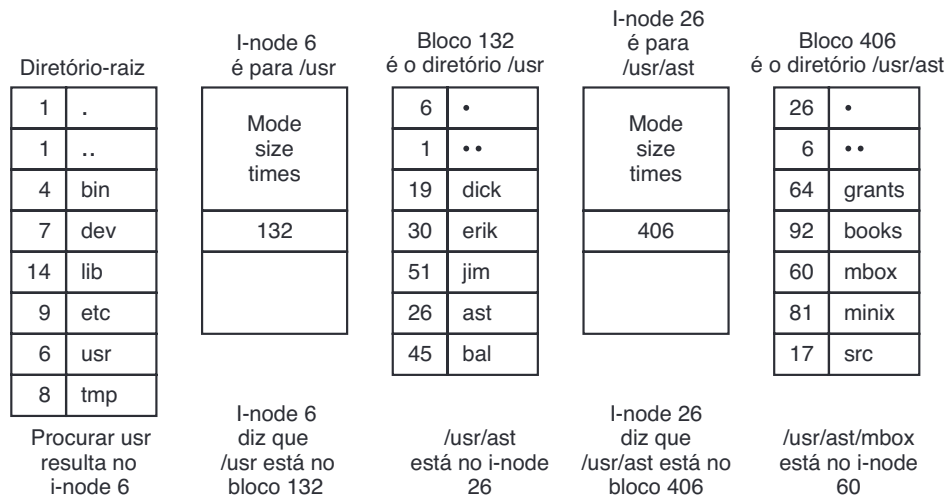 Diretório-raiz
1 .
1 ..
4 bin
7 dev
14 lib
9 etc
6 usr
8 tmp
Procurar usr
resulta no
i-node 6
I-node 6
é para /usr
Mode
size
times
132
I-node 6
diz que
/usr está no
bloco 132
Bloco 132
é o diretório /usr
6 •
1 ••
19 dick
30 erik
51 jim
26 ast
45 bal
/usr/ast
está no i-node
26
I-node 26
é para
/usr/ast
Mode
size
times
406
I-node 26
diz que
/usr/ast está no
bloco 406
Bloco 406
é o diretório /usr/ast
26 •
6 ••
64 grants
92 books
60 mbox
81 minix
17 src
/usr/ast/mbox
está no i-node
60